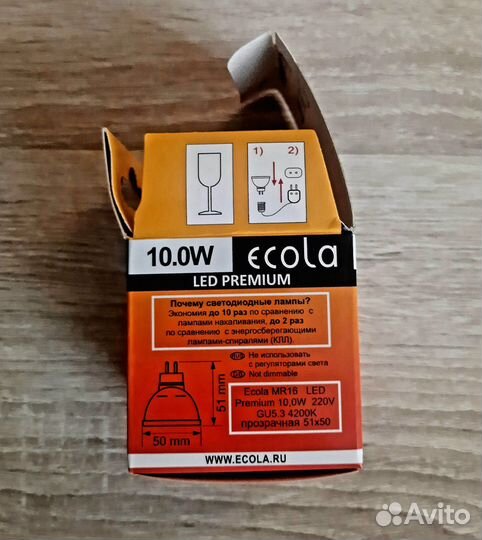 1) 2)
10.0W ecola
LED PREMIUM
Почему светодиодные лампы?
Экономия до 10 раз по сравнению с
лампами накаливания, до 2 раз
по сравнению с энергосберегающими
лампами-спиралями (КЛЛ)
RUS Не использовать
с регуляторами света
GB Not dimmable
51 mm
50 mm
Ecola MR16 LED
Premium 10,0W 220V
GU5.3 4200K
прозрачная 51x50
WWW.ECOLA.RU
Avito